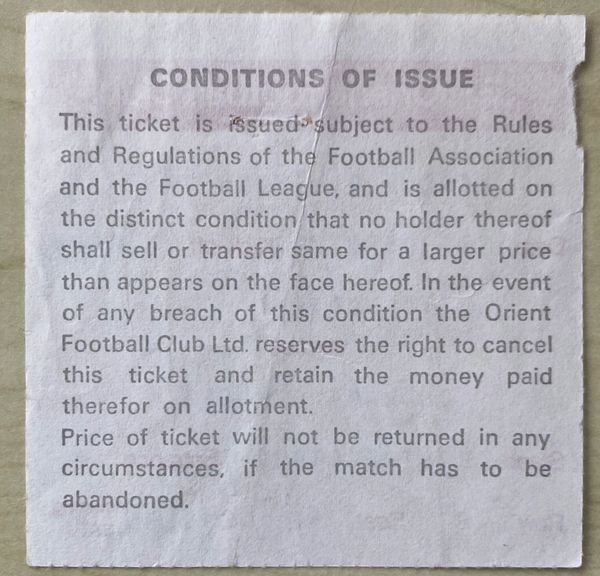 CONDITIONS OF ISSUE
This ticket is issued subject to the Rules
and Regulations of the Football Association
and the Football League, and is allotted on
the distinct condition that no holder thereof
shall sell or transfer same for a larger price
than appears on the face hereof. In the event
of any breach of this condition the Orient
Football Club Ltd. reserves the right to cancel
this ticket and retain the money paid
therefor on allotment.
Price of ticket will not be returned in any
circumstances, if the match has to be
abandoned.